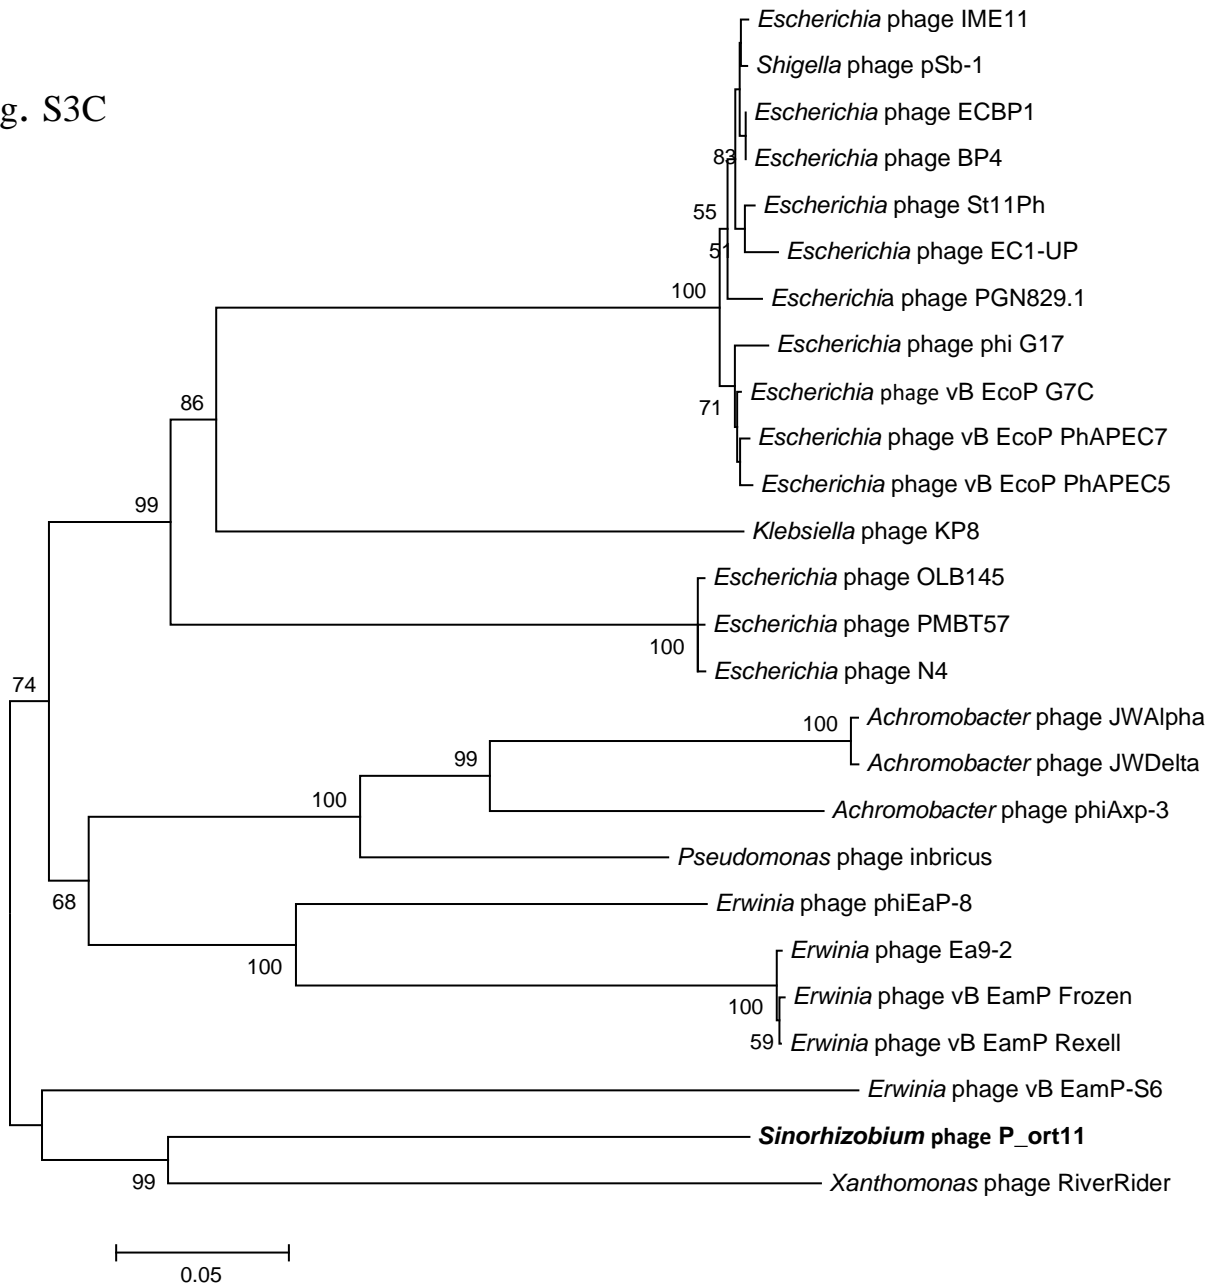 Escherichia phage IME11
Shigella phage pSb-1
g. S3C
Escherichia phage ECBP1
83
Escherichia phage BP4
55
Escherichia phage St11Ph
51
Escherichia phage EC1-UP
100
Escherichia phage PGN829.1
Escherichia phage phi G17
86
71
Escherichia phage vB EcoP G7C
Escherichia phage vB EcoP PhAPEC7
Escherichia phage vB EcoP PhAPEC5
99
Klebsiella phage KP8
Escherichia phage OLB145
Escherichia phage PMBT57
100
Escherichia phage N4
74
Achromobacter phage JWAlpha
100
Achromobacter phage JWDelta
99
100
Achromobacter phage phiAxp-3
Pseudomonas phage inbricus
68
Erwinia phage phiEaP-8
100
Erwinia phage Ea9-2
100
Erwinia phage vB EamP Frozen
59
Erwinia phage vB EamP Rexell
Erwinia phage vB EamP-S6
Sinorhizobium phage P_ort11
99
Xanthomonas phage RiverRider
0.05